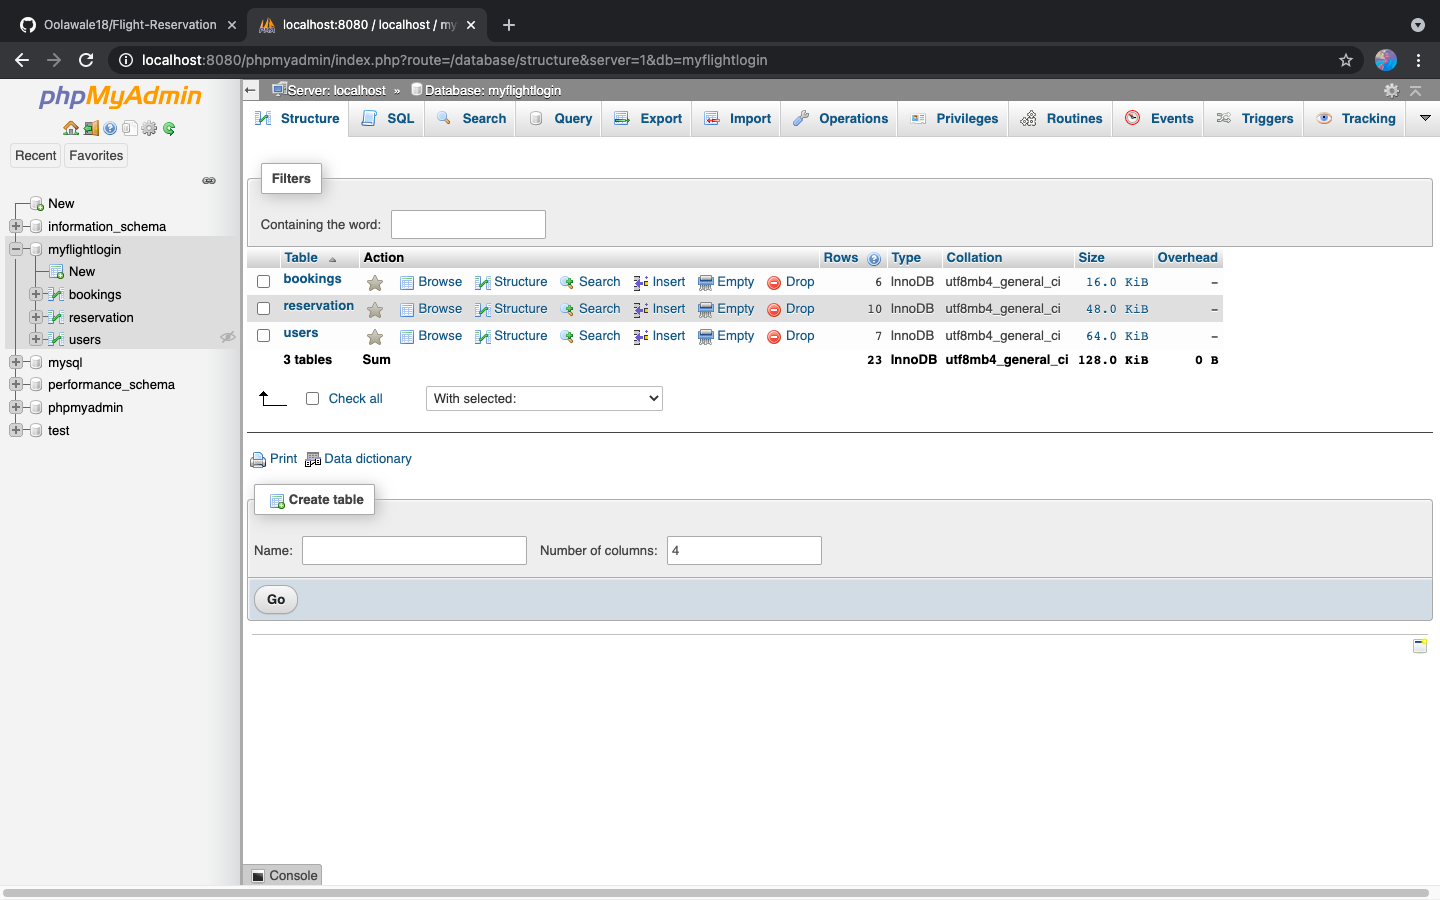 Oolawale18/Flight-Reservation
localhost:8080 / localhost / my
localhost:8080/phpmyadmin/index.php?route=/database/structure&server=1&db=myflightlogin
phpMyAdmin
Recent Favorites
New
information_schema
myflightlogin
New
bookings
reservation
users
mysql
performance_schema
phpmyadmin
test
Server: localhost » Database: myflightlogin
Structure SQL Search Query Export Import Operations Privileges Routines Events Triggers Tracking
Filters
Containing the word:
Table Action Rows Type Collation Size Overhead
bookings Browse Structure Search Insert Empty Drop 6 InnoDB utf8mb4_general_ci 16.0 KiB –
reservation Browse Structure Search Insert Empty Drop 10 InnoDB utf8mb4_general_ci 48.0 KiB –
users Browse Structure Search Insert Empty Drop 7 InnoDB utf8mb4_general_ci 64.0 KiB –
3 tables Sum 23 InnoDB utf8mb4_general_ci 128.0 KiB 0 B
Check all With selected:
Print Data dictionary
Create table
Name: Number of columns: 4
Go
Console